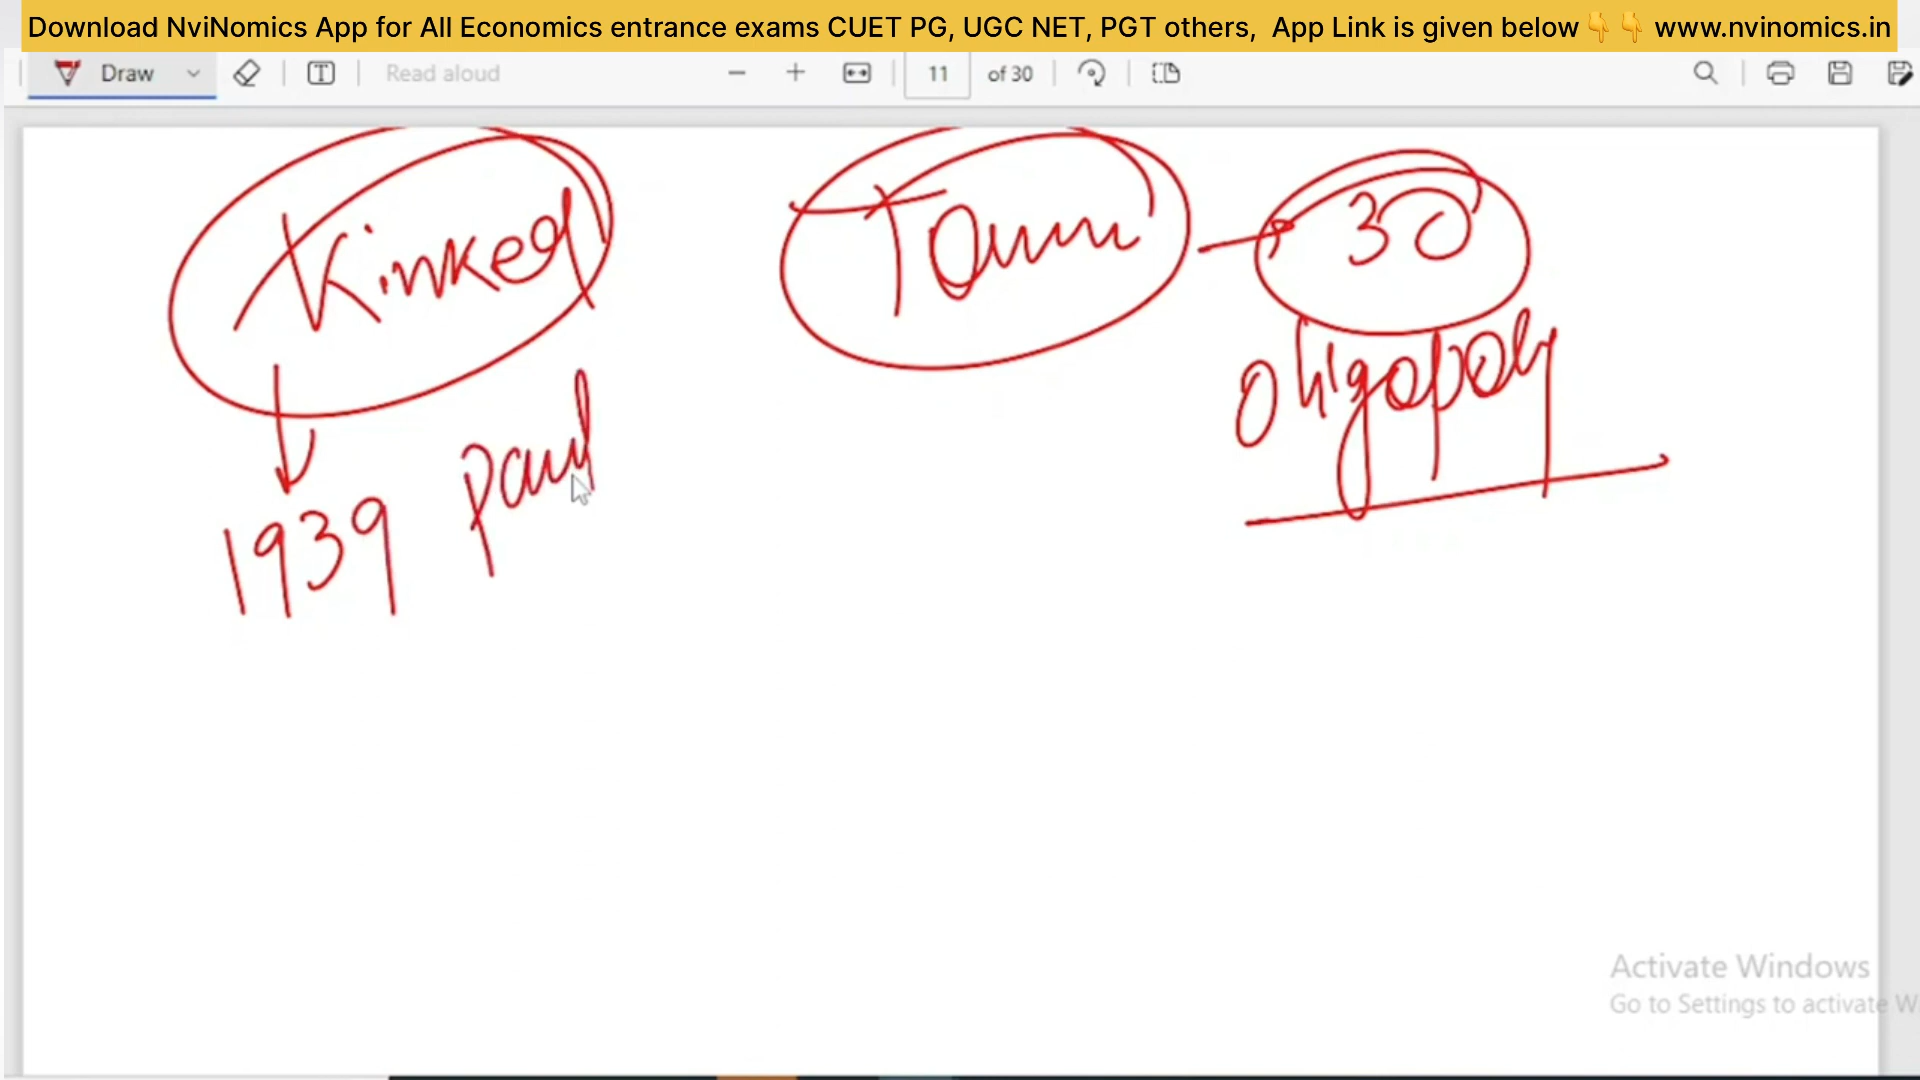 Download NviNomics App for All Economics entrance exams CUET PG, UGC NET, PGT others, App Link is given below👇👇 www.nvinomics.in
Draw Read aloud 11 of 30
Kinked 30
oligopoly
1939 Paul
Activate Windows
Go to Settings to activate W